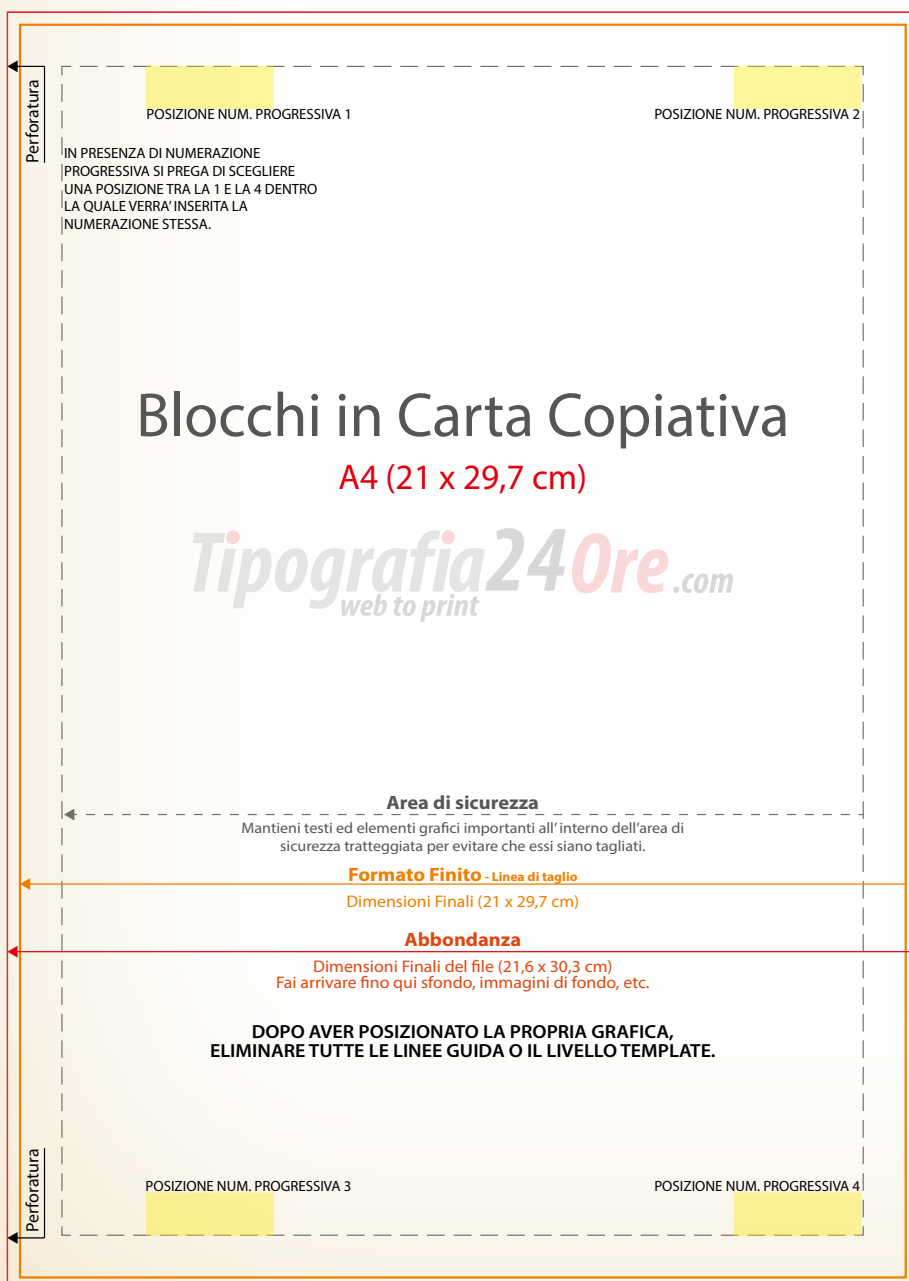 Perforatura
POSIZIONE NUM. PROGRESSIVA 1
POSIZIONE NUM. PROGRESSIVA 2
IN PRESENZA DI NUMERAZIONE
PROGRESSIVA SI PREGA DI SCEGLIERE
UNA POSIZIONE TRA LA 1 E LA 4 DENTRO
LA QUALE VERRA’ INSERITA LA
NUMERAZIONE STESSA.
Blocchi in Carta Copiativa
A4 (21 x 29,7 cm)
Tipografia24Ore.com
web to print
Area di sicurezza
Mantieni testi ed elementi grafici importanti all’ interno dell’area di
sicurezza tratteggiata per evitare che essi siano tagliati.
Formato Finito - Linea di taglio
Dimensioni Finali (21 x 29,7 cm)
Abbondanza
Dimensioni Finali del file (21,6 x 30,3 cm)
Fai arrivare fino qui sfondo, immagini di fondo, etc.
DOPO AVER POSIZIONATO LA PROPRIA GRAFICA,
ELIMINARE TUTTE LE LINEE GUIDA O IL LIVELLO TEMPLATE.
Perforatura
POSIZIONE NUM. PROGRESSIVA 3
POSIZIONE NUM. PROGRESSIVA 4